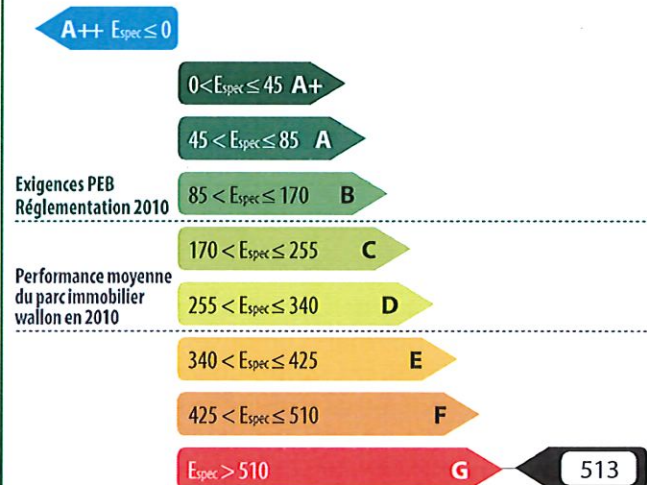 A++ Espec ≤ 0
0<Espec ≤ 45 A+
45 < Espec ≤ 85 A
Exigences PEB
Réglementation 2010
85 < Espec ≤ 170 B
170 < Espec ≤ 255 C
Performance moyenne
du parc immobilier
wallon en 2010
255 < Espec ≤ 340 D
340 < Espec ≤ 425 E
425 < Espec ≤ 510 F
Espec > 510 G
513